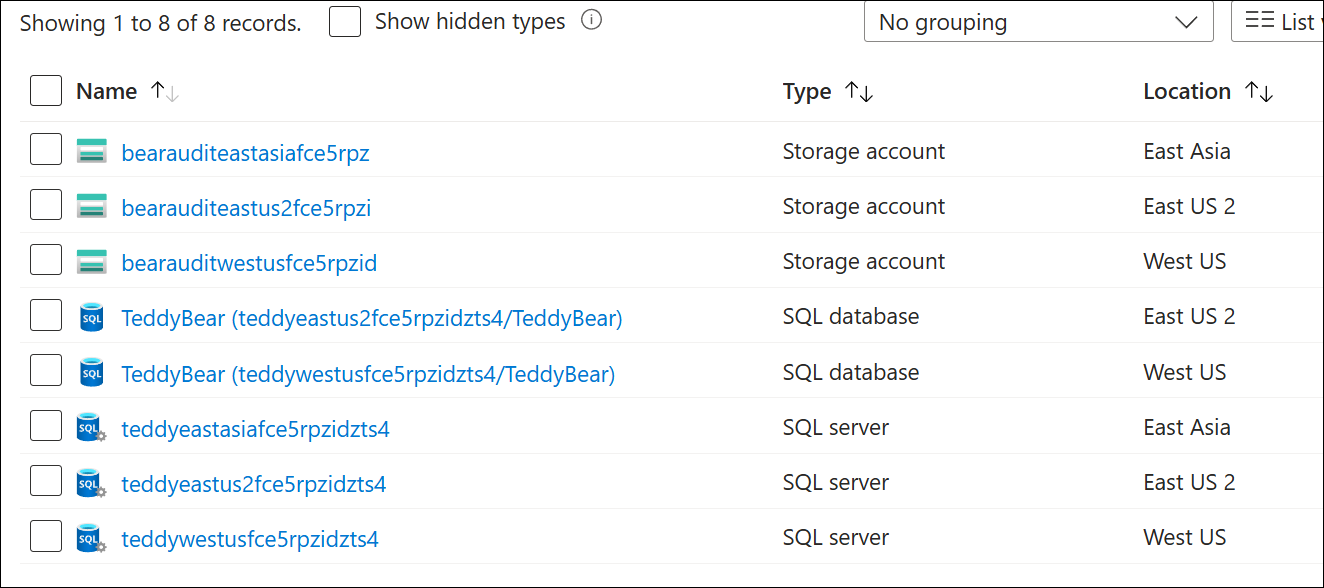 Showing 1 to 8 of 8 records. Show hidden types No grouping List
Name Type Location
bearauditeastasiafce5rpz Storage account East Asia
bearauditeastus2fce5rpzi Storage account East US 2
bearauditwestusfce5rpzid Storage account West US
SQL TeddyBear (teddyeastus2fce5rpzidzts4/TeddyBear) SQL database East US 2
SQL TeddyBear (teddywestusfce5rpzidzts4/TeddyBear) SQL database West US
SQL teddyeastasiafce5rpzidzts4 SQL server East Asia
SQL teddyeastus2fce5rpzidzts4 SQL server East US 2
SQL teddywestusfce5rpzidzts4 SQL server West US